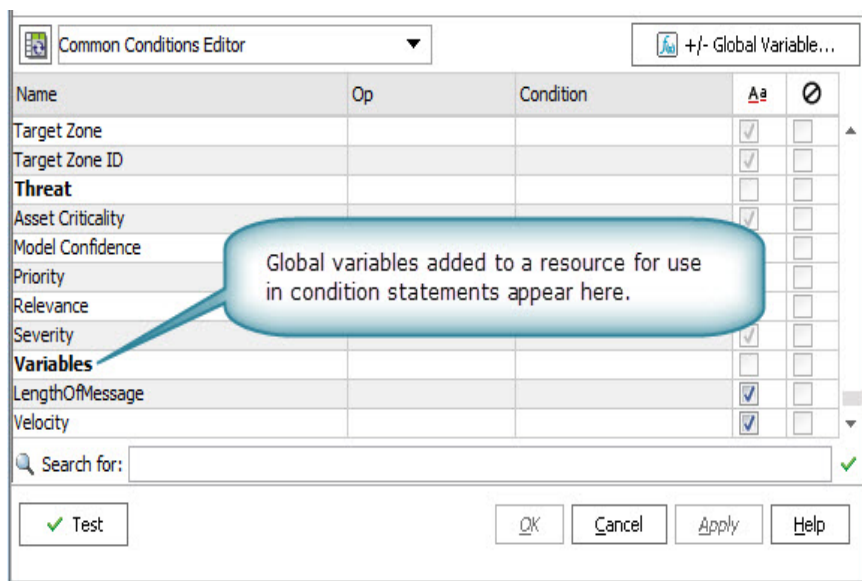 Common Conditions Editor
+/- Global Variable...
Name Op Condition Aa
Target Zone
Target Zone ID
Threat
Asset Criticality
Model Confidence
Priority
Relevance
Severity
Variables
LengthOfMessage
Velocity
Global variables added to a resource for use
in condition statements appear here.
Search for:
Test OK Cancel Apply Help